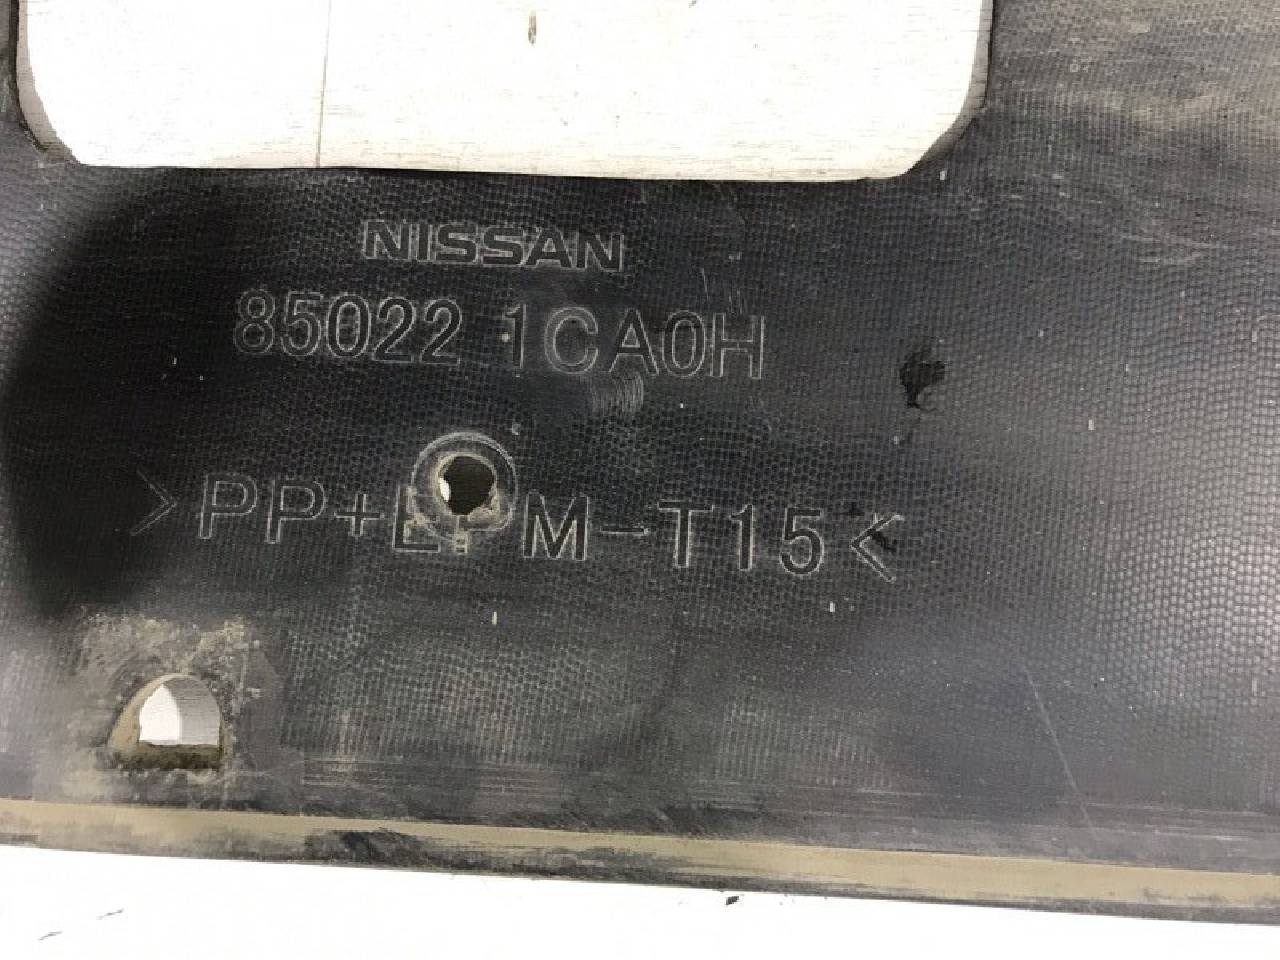 NISSAN
85022 1CA0H
>PP+E M-T15<